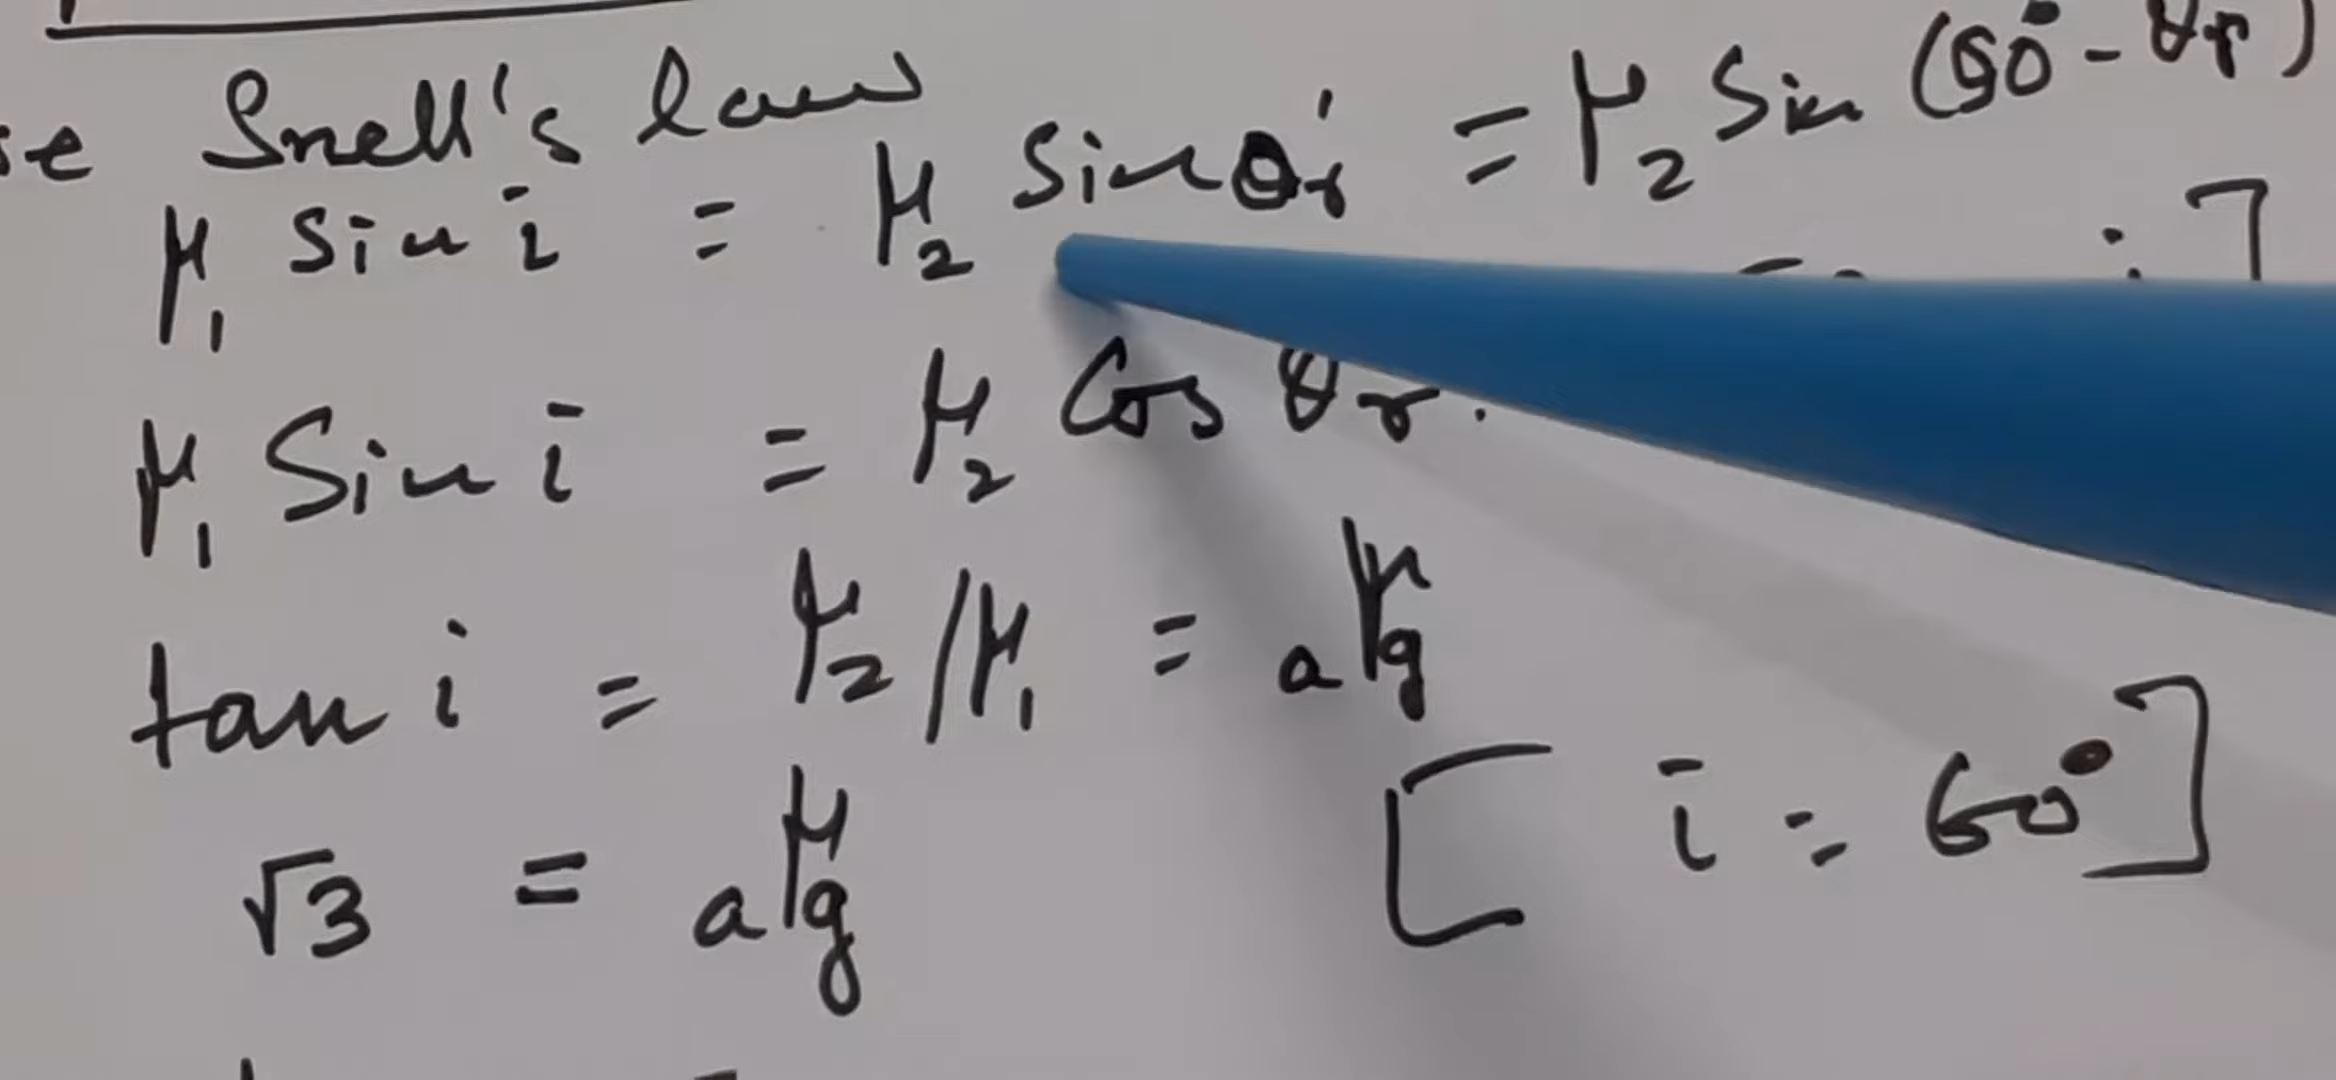 Snell's law
μ₁ sin i = μ₂ sin θr' = μ₂ Sin (90° - θr)
i ]
μ₁ Sin i = μ₂ Cos θr.
tan i = μ₂/μ₁ = aμg
√3 = aμg [ i = 60° ]